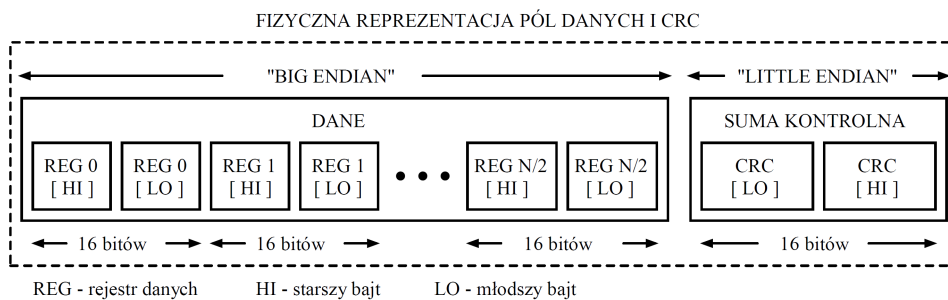 FIZYCZNA REPREZENTACJA PÓL DANYCH I CRC
"BIG ENDIAN" "LITTLE ENDIAN"
DANE SUMA KONTROLNA
REG 0 REG 0 REG 1 REG 1 REG N/2 REG N/2 CRC CRC
[ HI ] [ LO ] [ HI ] [ LO ] [ HI ] [ LO ] [ LO ] [ HI ]
16 bitów 16 bitów 16 bitów 16 bitów
REG - rejestr danych HI - starszy bajt LO - młodszy bajt